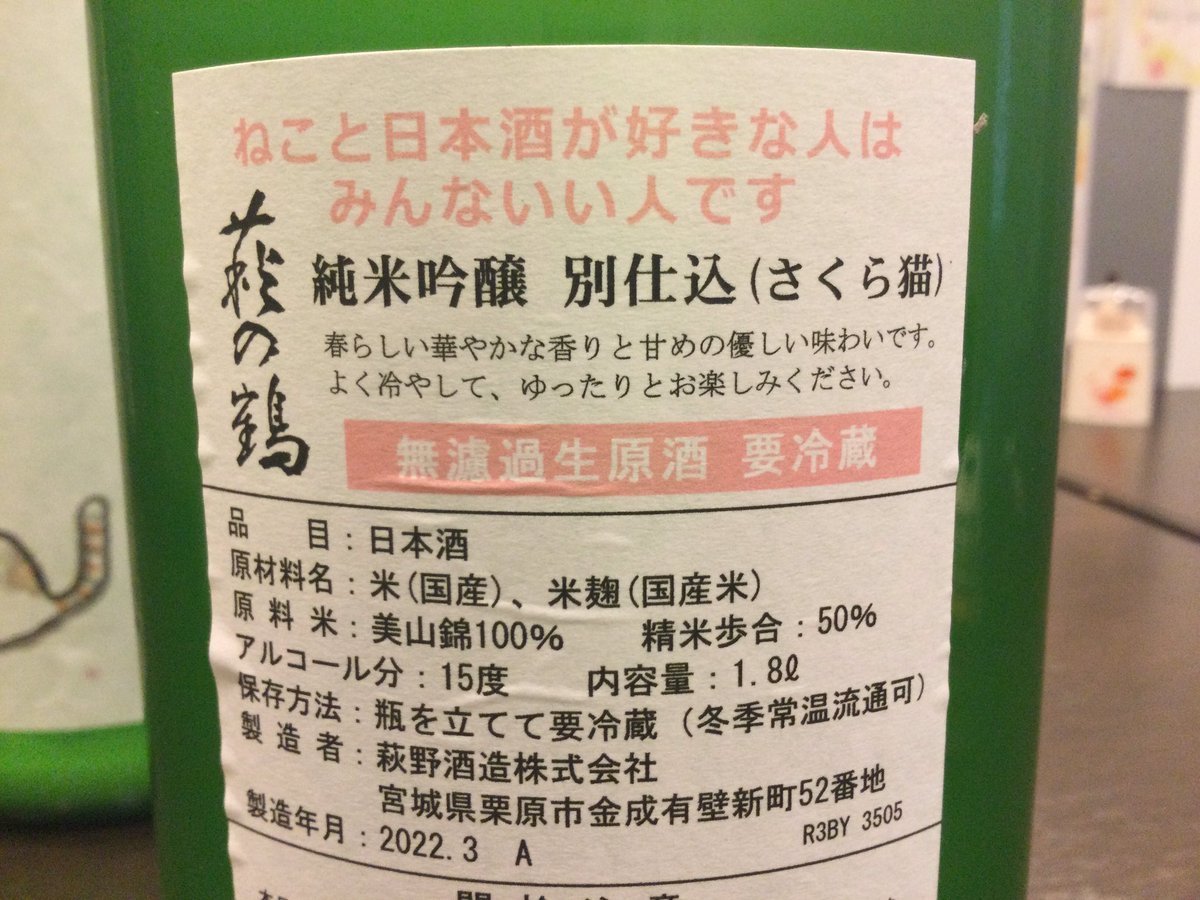 ねこと日本酒が好きな人は
みんないい人です
萩の鶴
純米吟醸 別仕込(さくら猫)
春らしい華やかな香りと甘めの優しい味わいです。
よく冷やして、ゆったりとお楽しみください。
無濾過生原酒 要冷蔵
品目:日本酒
原材料名:米(国産)、米麹(国産米)
原料米:美山錦100% 精米歩合:50%
アルコール分:15度 内容量:1.8ℓ
保存方法:瓶を立てて要冷蔵(冬季常温流通可)
製造者:萩野酒造株式会社
宮城県栗原市金成有壁新町52番地
製造年月:2022.3 A R3BY 3505